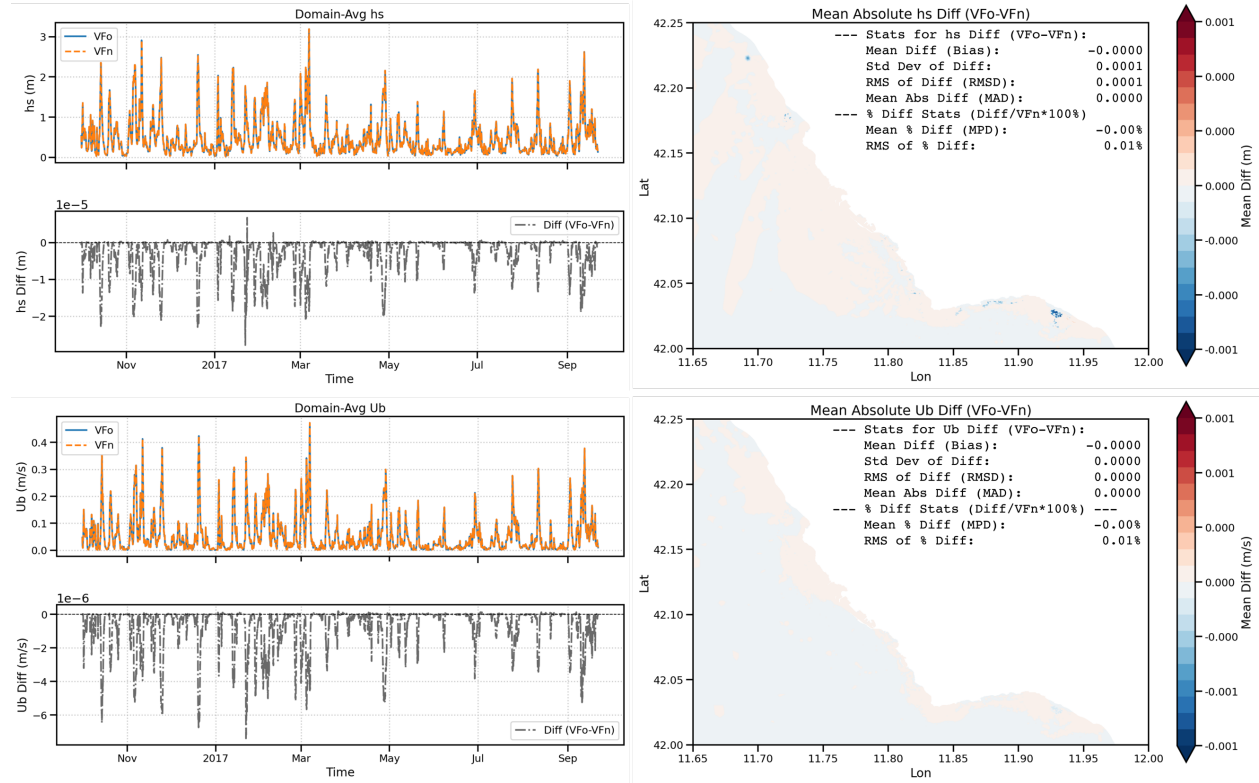 Domain-Avg hs
VFo
VFn
hs (m)
3
2
1
0
1e−5
Diff (VFo-VFn)
hs Diff (m)
0
−1
−2
Nov
2017
Mar
May
Jul
Sep
Time
Mean Absolute hs Diff (VFo-VFn)
--- Stats for hs Diff (VFo-VFn):
Mean Diff (Bias): -0.0000
Std Dev of Diff: 0.0001
RMS of Diff (RMSD): 0.0001
Mean Abs Diff (MAD): 0.0000
--- % Diff Stats (Diff/VFn*100%)
Mean % Diff (MPD): -0.00%
RMS of % Diff: 0.01%
Lat
42.25
42.20
42.15
42.10
42.05
42.00
11.65
11.70
11.75
11.80
11.85
11.90
11.95
12.00
Lon
0.001
0.000
0.000
0.000
-0.000
-0.000
-0.001
Mean Diff (m)
Domain-Avg Ub
VFo
VFn
Ub (m/s)
0.4
0.3
0.2
0.1
0.0
Nov
2017
Mar
May
Jul
Sep
1e−6
Ub Diff (m/s)
0
−2
−4
−6
Diff (VFo-VFn)
Nov
2017
Mar
May
Jul
Sep
Time
Mean Absolute Ub Diff (VFo-VFn)
--- Stats for Ub Diff (VFo-VFn):
Mean Diff (Bias): -0.0000
Std Dev of Diff: 0.0000
RMS of Diff (RMSD): 0.0000
Mean Abs Diff (MAD): 0.0000
--- % Diff Stats (Diff/VFn*100%) ---
Mean % Diff (MPD): -0.00%
RMS of % Diff: 0.01%
Lat
42.25
42.20
42.15
42.10
42.05
42.00
11.65
11.70
11.75
11.80
11.85
11.90
11.95
12.00
Lon
0.001
0.001
0.000
0.000
-0.000
-0.001
-0.001
Mean Diff (m/s)